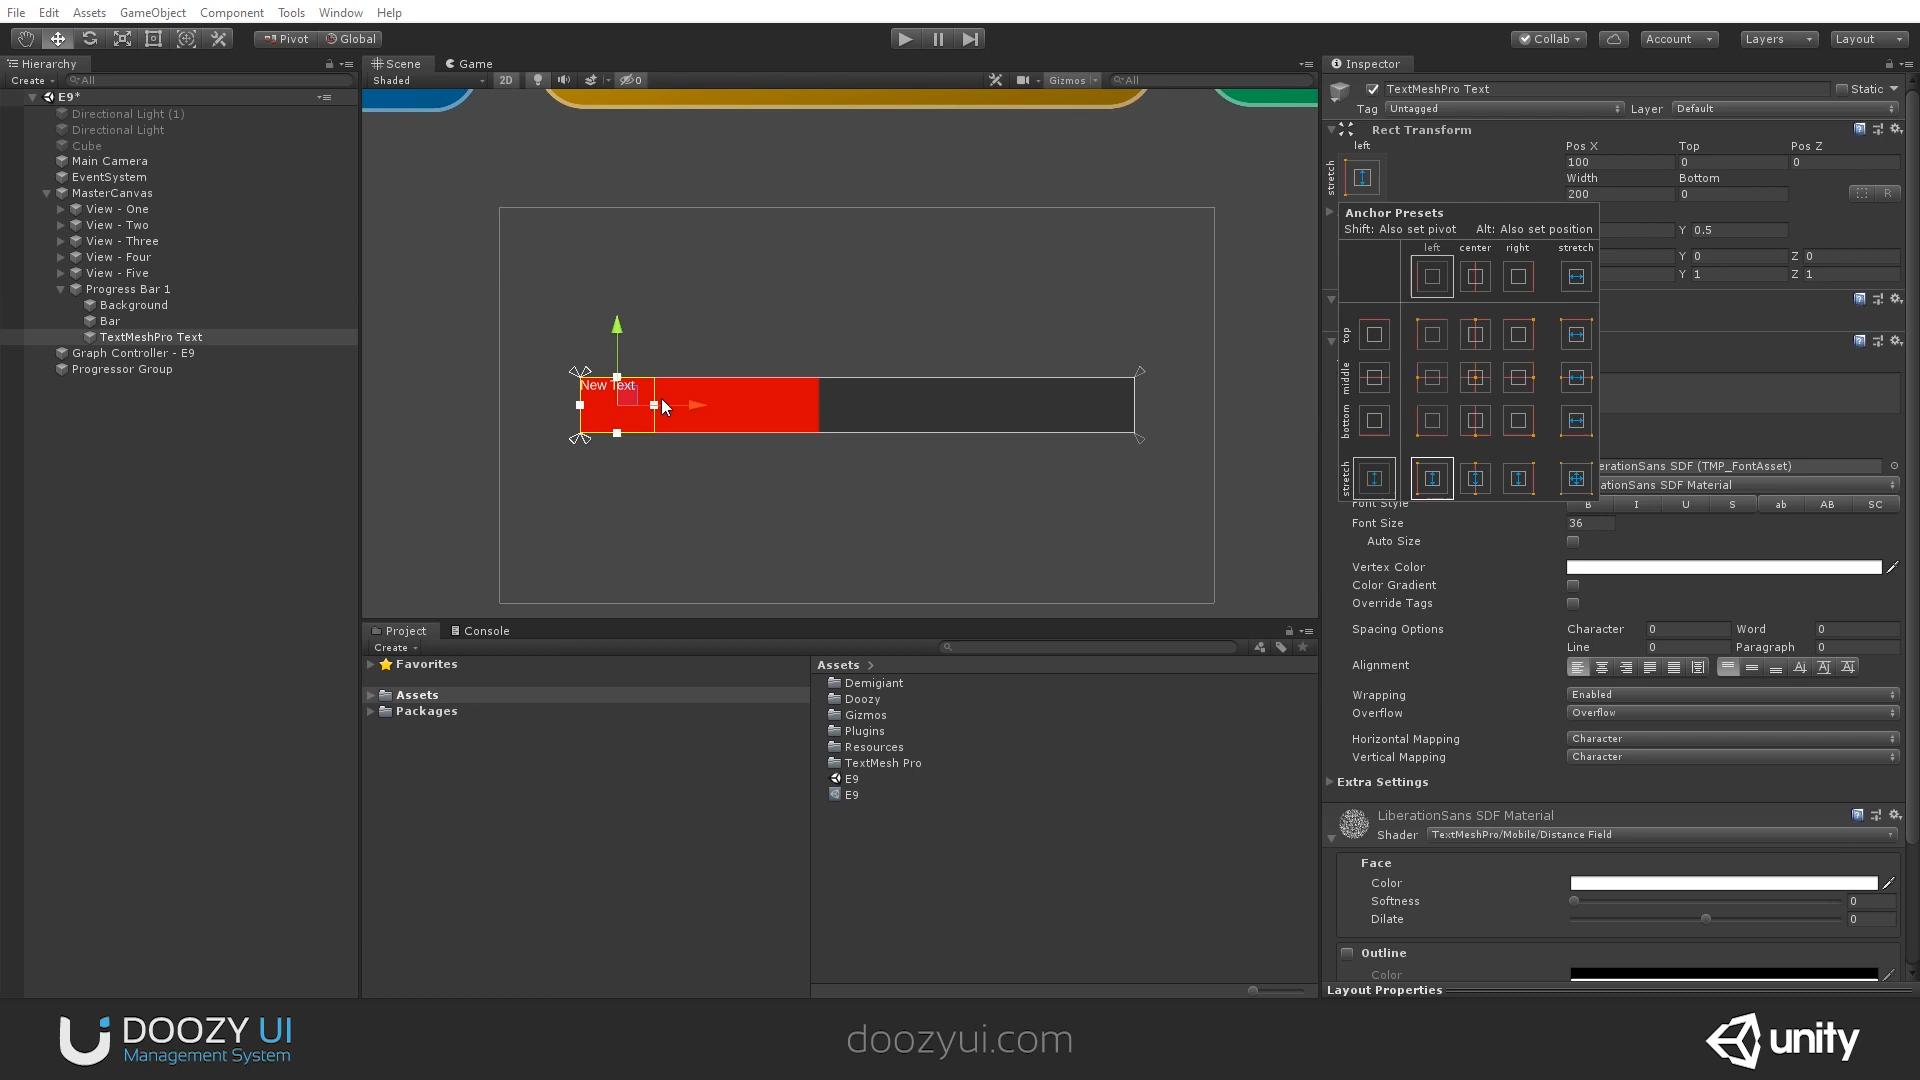 File Edit Assets GameObject Component Tools Window Help
Pivot Global
Collab Account Layers Layout
Hierarchy
Create All
E9*
Directional Light (1)
Directional Light
Cube
Main Camera
EventSystem
MasterCanvas
View - One
View - Two
View - Three
View - Four
View - Five
Progress Bar 1
Background
Bar
TextMeshPro Text
Graph Controller - E9
Progressor Group
Scene Game
Shaded 2D 0 Gizmos All
New Text
Project Console
Create
Favorites
Assets
Packages
Assets
Demigiant
Doozy
Gizmos
Plugins
Resources
TextMesh Pro
E9
E9
Inspector
TextMeshPro Text Static
Tag Untagged Layer Default
Rect Transform
left
stretch
Pos X Top Pos Z
100 0 0
Width Bottom
200 0 R
Anchor Presets
Shift: Also set pivot Alt: Also set position
Y 0.5
left center right stretch
Y 0 Z 0
Y 1 Z 1
top
middle
bottom
stretch
erationSans SDF (TMP_FontAsset)
ationSans SDF Material
Font Style B I U S ab AB SC
Font Size 36
Auto Size
Vertex Color
Color Gradient
Override Tags
Spacing Options Character 0 Word 0
Line 0 Paragraph 0
Alignment
Wrapping Enabled
Overflow Overflow
Horizontal Mapping Character
Vertical Mapping Character
Extra Settings
LiberationSans SDF Material
Shader TextMeshPro/Mobile/Distance Field
Face
Color
Softness 0
Dilate 0
Outline
Color
Layout Properties
DOOZY UI
Management System
doozyui.com
unity